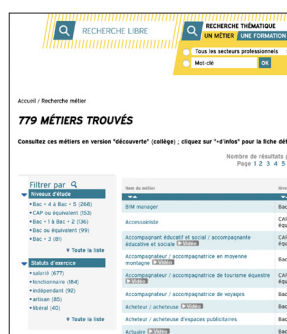 RECHERCHE LIBRE
RECHERCHE THÉMATIQUE
UN MÉTIER
UNE FORMATION
Tous les secteurs professionnels
Mot-clé
OK
Accueil / Recherche métier
779 MÉTIERS TROUVÉS
Consultez ces métiers en version "découverte" (collège) ; cliquez sur "+d'infos" pour la fiche dét
Nombre de résultats p
Page 1 2 3 4 5
Filtrer par
Niveaux d'étude
Bac + 4 à Bac + 5 (268)
CAP ou équivalent (153)
Bac + 1 à Bac + 2 (136)
Bac ou équivalent (99)
Bac + 3 (91)
Toute la liste
Statuts d'exercice
salarié (677)
fonctionnaire (184)
indépendant (92)
artisan (85)
libéral (40)
Toute la liste
Nom du métier
Nive
BIM manager
Bac
Accessoiriste
CAP
équ
Accompagnant éducatif et social / accompagnante
éducative et sociale Vidéo
CAP
équ
Accompagnateur / accompagnatrice en moyenne
montagne Vidéo
Bac
Accompagnateur / accompagnatrice de tourisme équestre
Vidéo
CAP
équ
Accompagnateur / accompagnatrice de voyages
Bac
Acheteur / acheteuse Vidéo
Bac
Acheteur / acheteuse d'espaces publicitaires
Bac
Actuaire Vidéo
Bac